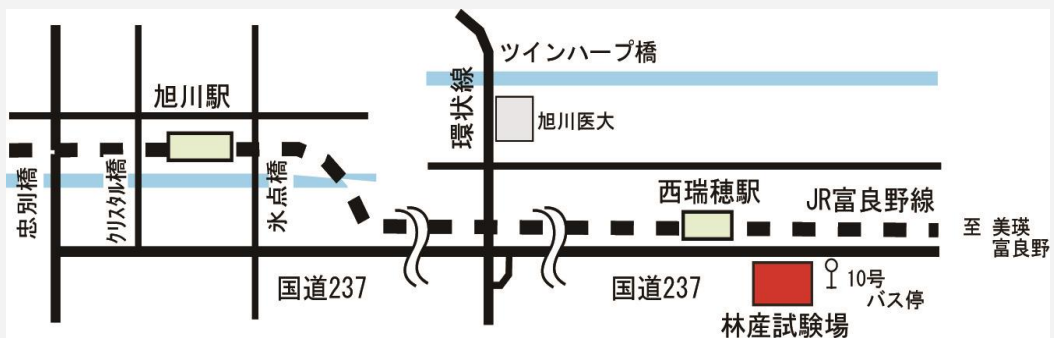 ツインハープ橋
旭川駅
環状線
旭川医大
忠別橋
クリスタル橋
氷点橋
西瑞穂駅
JR富良野線
至 美瑛
富良野
国道237
国道237
10号
バス停
林産試験場